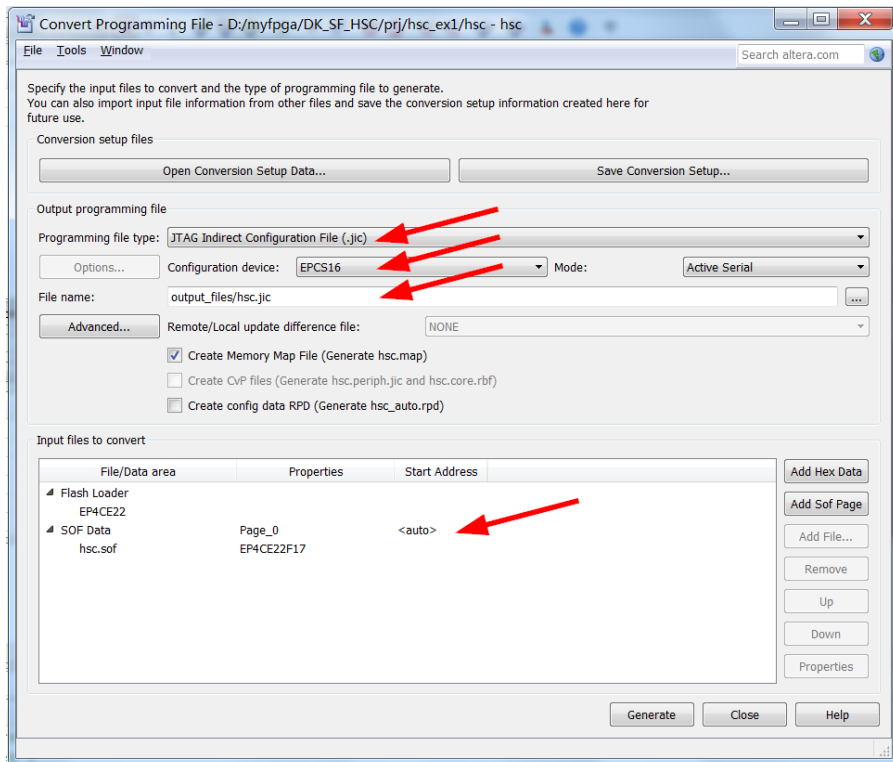 Convert Programming File - D:/myfpga/DK_SF_HSC/prj/hsc_ex1/hsc - hsc
File Tools Window
Search altera.com
Specify the input files to convert and the type of programming file to generate.
You can also import input file information from other files and save the conversion setup information created here for
future use.
Conversion setup files
Open Conversion Setup Data...
Save Conversion Setup...
Output programming file
Programming file type: JTAG Indirect Configuration File (.jic)
Options... Configuration device: EPCS16 Mode: Active Serial
File name: output_files/hsc.jic ...
Advanced... Remote/Local update difference file: NONE
Create Memory Map File (Generate hsc.map)
Create CvP files (Generate hsc.periph.jic and hsc.core.rbf)
Create config data RPD (Generate hsc_auto.rpd)
Input files to convert
File/Data area Properties Start Address
Flash Loader
EP4CE22
SOF Data Page_0 <auto>
hsc.sof EP4CE22F17
Add Hex Data
Add Sof Page
Add File...
Remove
Up
Down
Properties
Generate Close Help